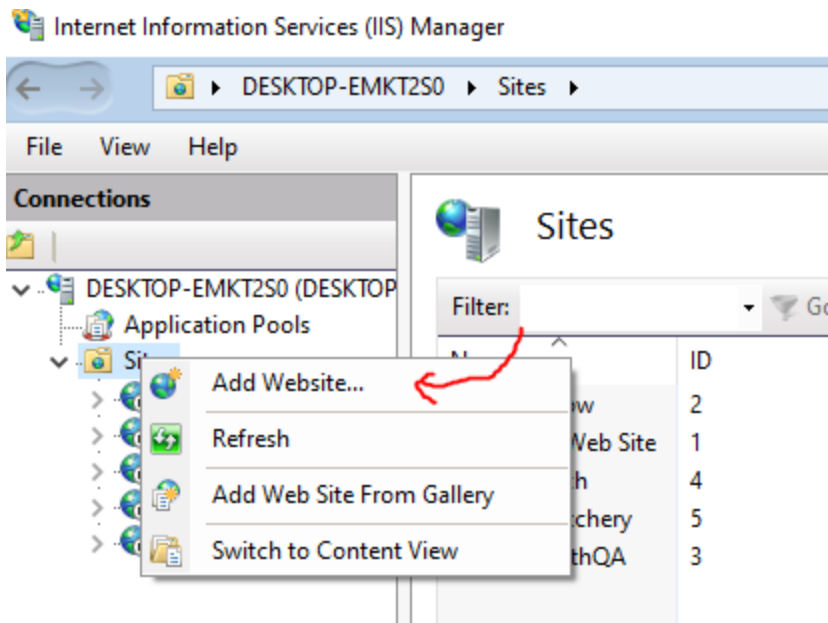 Internet Information Services (IIS) Manager
DESKTOP-EMKT2S0 Sites
File View Help
Connections
Sites
DESKTOP-EMKT2S0 (DESKTOP
Filter:
Application Pools
ID
Add Website...
2
Refresh
Web Site 1
4
Add Web Site From Gallery
5
Switch to Content View
3